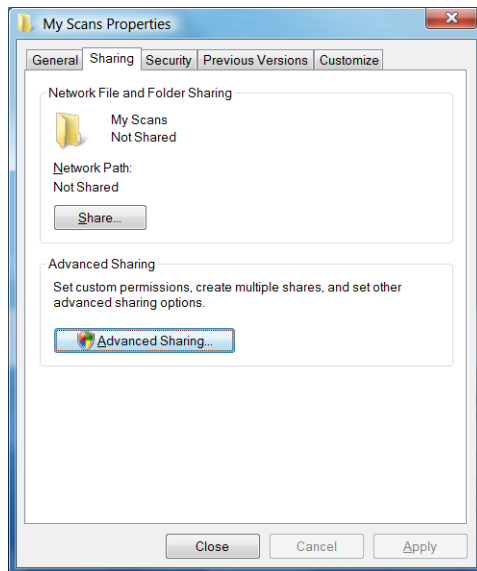 My Scans Properties
General Sharing Security Previous Versions Customize
Network File and Folder Sharing
My Scans
Not Shared
Network Path:
Not Shared
Share...
Advanced Sharing
Set custom permissions, create multiple shares, and set other
advanced sharing options.
Advanced Sharing...
Close Cancel Apply